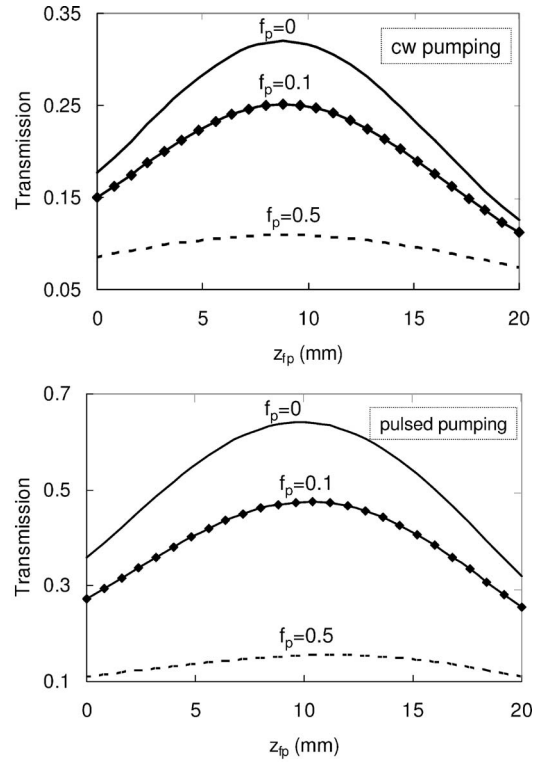 0.35
f_p=0
cw pumping
0.25
f_p=0.1
Transmission
0.15
f_p=0.5
0.05
0 5 10 15 20
z_fp (mm)
0.7
f_p=0
pulsed pumping
0.5
f_p=0.1
Transmission
0.3
f_p=0.5
0.1
0 5 10 15 20
z_fp (mm)